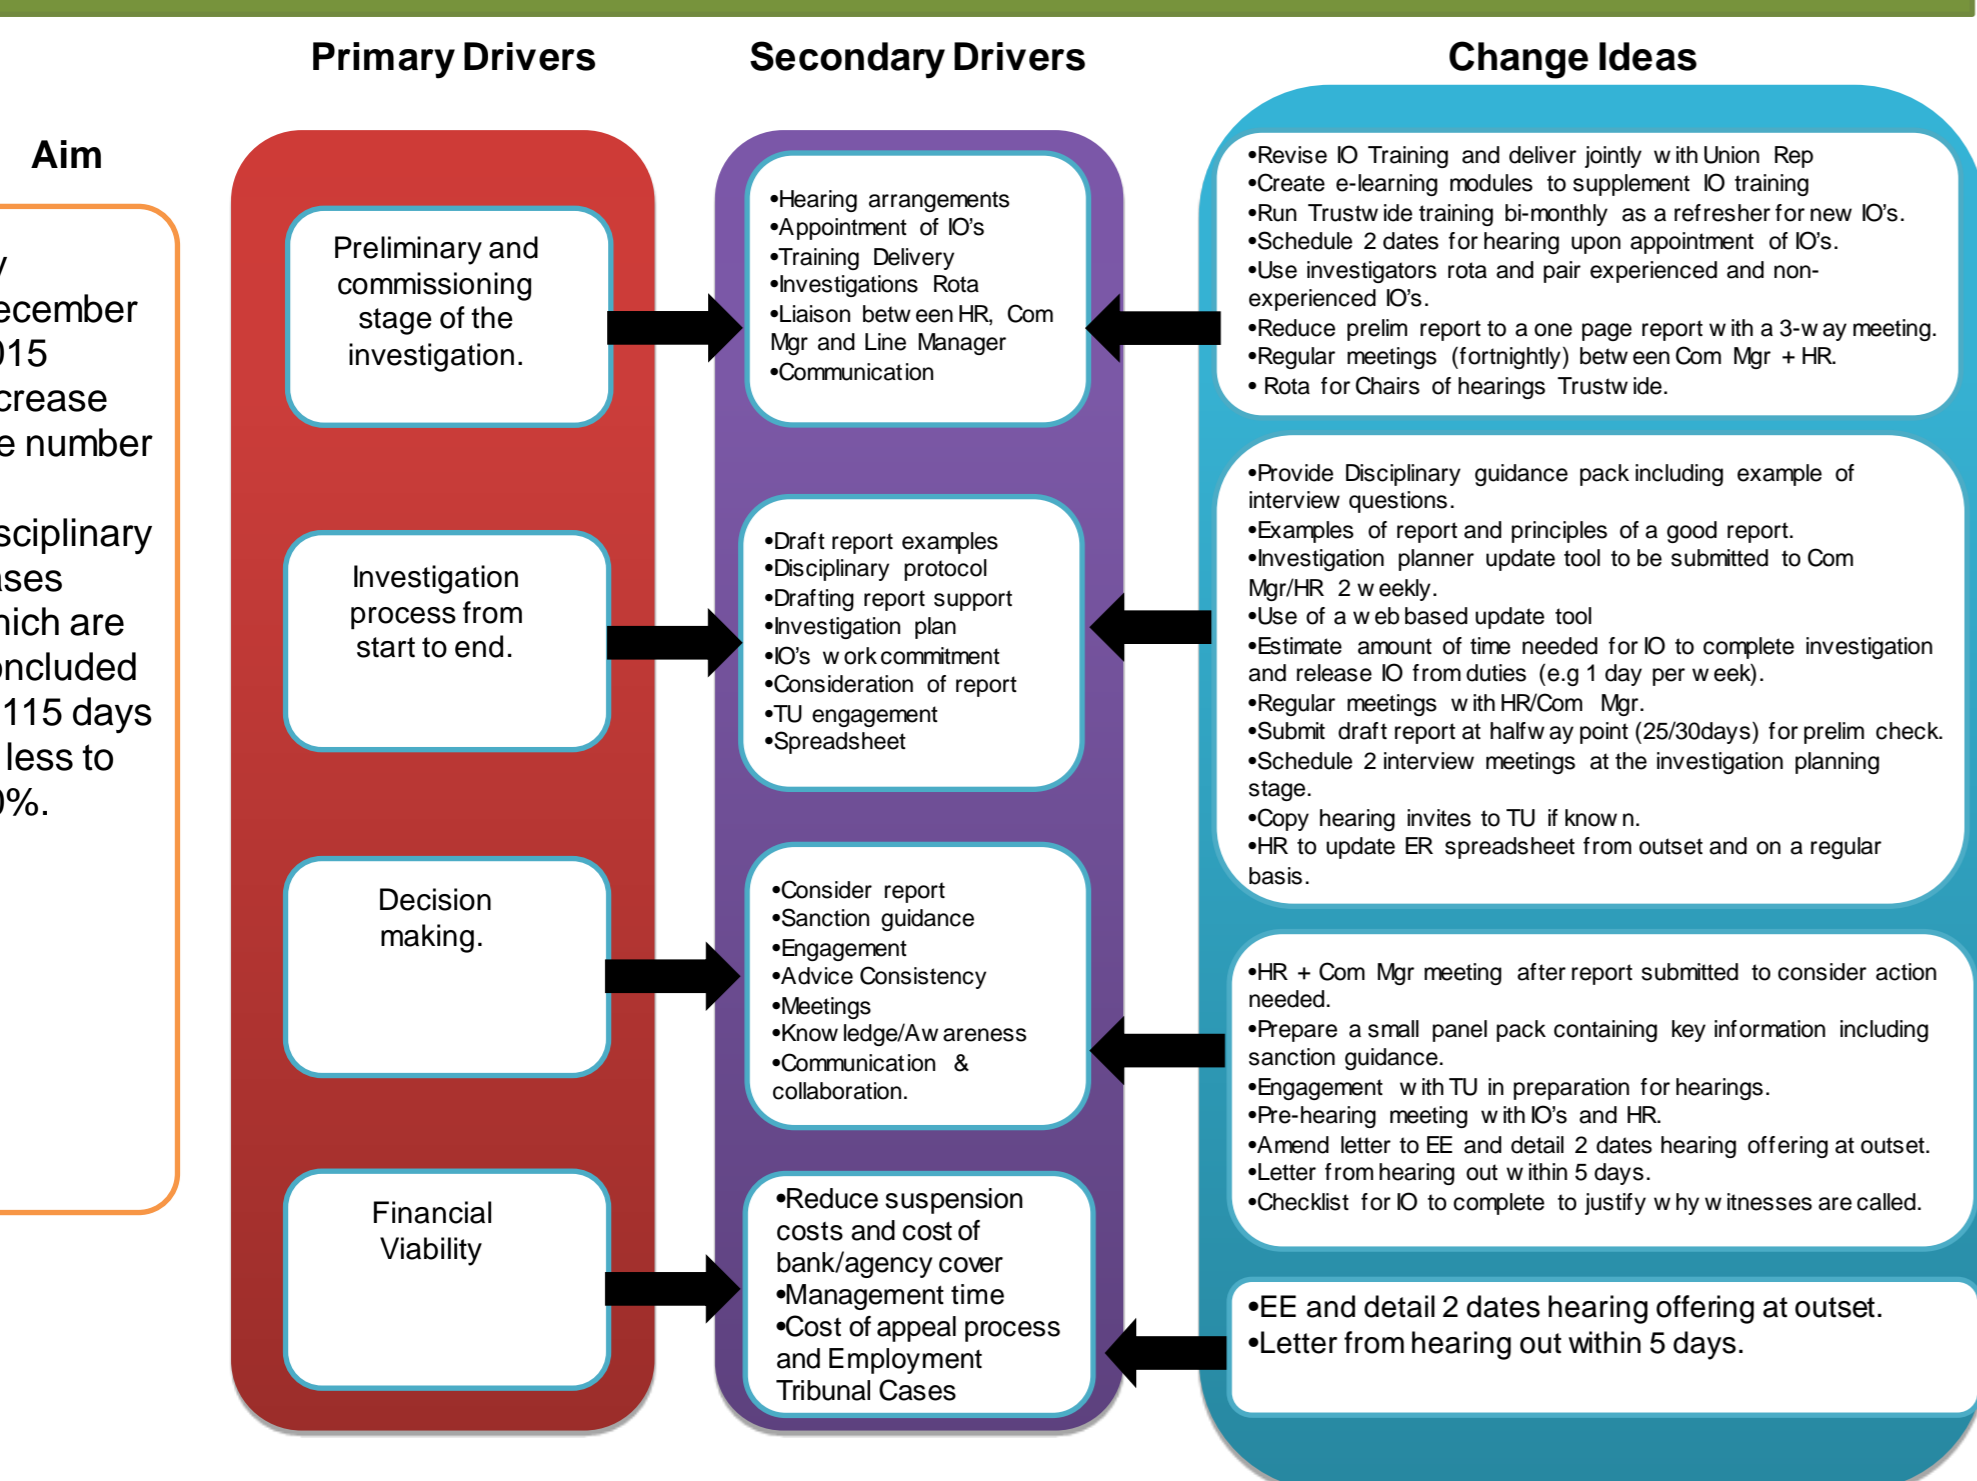 Primary Drivers
Secondary Drivers
Change Ideas
Aim
ecember
015
crease
e number
sciplinary
ases
hich are
oncluded
115 days
less to
0%.
Preliminary and
commissioning
stage of the
investigation.
Investigation
process from
start to end.
Decision
making.
Financial
Viability
•Hearing arrangements
•Appointment of IO's
•Training Delivery
•Investigations Rota
•Liaison between HR, Com
Mgr and Line Manager
•Communication
•Draft report examples
•Disciplinary protocol
•Drafting report support
•Investigation plan
•IO's work commitment
•Consideration of report
•TU engagement
•Spreadsheet
•Consider report
•Sanction guidance
•Engagement
•Advice Consistency
•Meetings
•Knowledge/Awareness
•Communication &
collaboration.
•Reduce suspension
costs and cost of
bank/agency cover
•Management time
•Cost of appeal process
and Employment
Tribunal Cases
•Revise IO Training and deliver jointly with Union Rep
•Create e-learning modules to supplement IO training
•Run Trustwide training bi-monthly as a refresher for new IO's.
•Schedule 2 dates for hearing upon appointment of IO's.
•Use investigators rota and pair experienced and non-
experienced IO's.
•Reduce prelim report to a one page report with a 3-way meeting.
•Regular meetings (fortnightly) between Com Mgr + HR.
• Rota for Chairs of hearings Trustwide.
•Provide Disciplinary guidance pack including example of
interview questions.
•Examples of report and principles of a good report.
•Investigation planner update tool to be submitted to Com
Mgr/HR 2 weekly.
•Use of a web based update tool
•Estimate amount of time needed for IO to complete investigation
and release IO from duties (e.g 1 day per week).
•Regular meetings with HR/Com Mgr.
•Submit draft report at halfway point (25/30days) for prelim check.
•Schedule 2 interview meetings at the investigation planning
stage.
•Copy hearing invites to TU if known.
•HR to update ER spreadsheet from outset and on a regular
basis.
•HR + Com Mgr meeting after report submitted to consider action
needed.
•Prepare a small panel pack containing key information including
sanction guidance.
•Engagement with TU in preparation for hearings.
•Pre-hearing meeting with IO's and HR.
•Amend letter to EE and detail 2 dates hearing offering at outset.
•Letter from hearing out within 5 days.
•Checklist for IO to complete to justify why witnesses are called.
•EE and detail 2 dates hearing offering at outset.
•Letter from hearing out within 5 days.